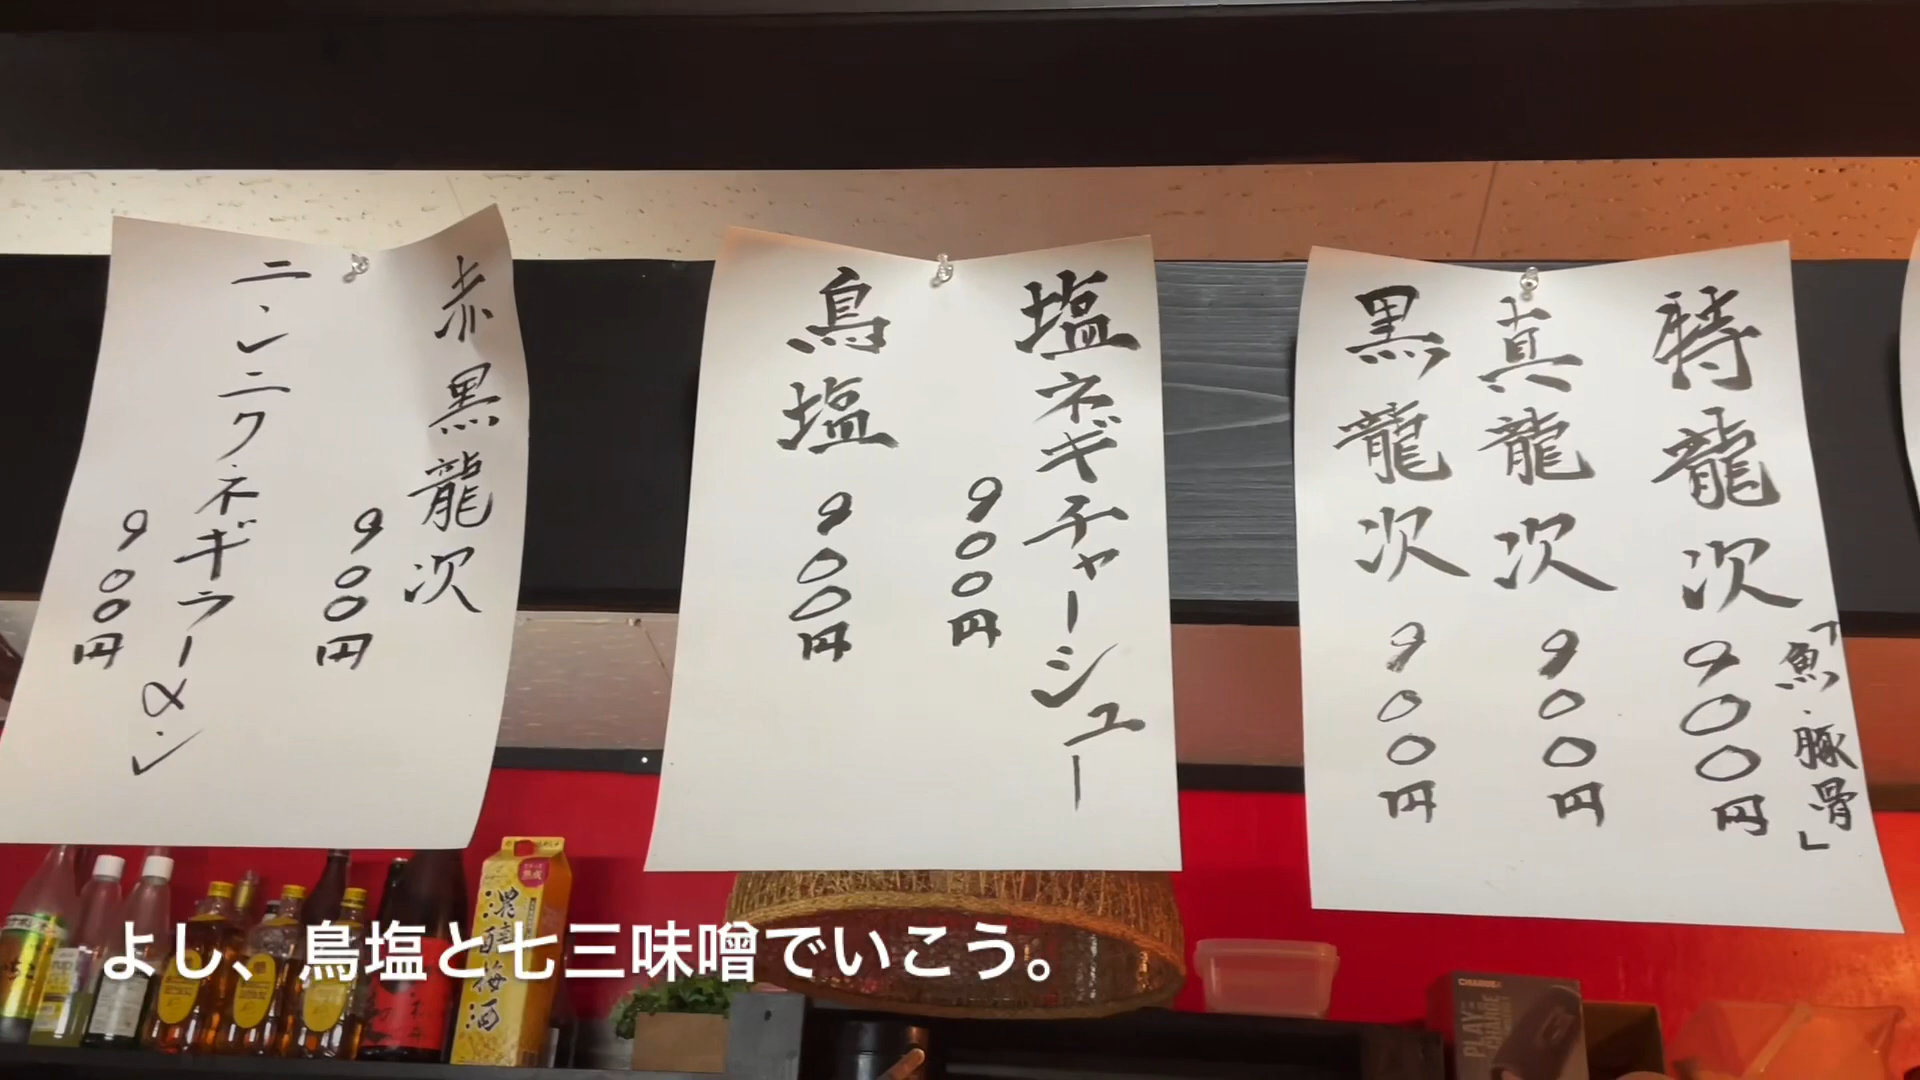 特龍次
「魚・豚骨」
900円
真龍次
900円
黒龍次
900円
塩ネギチャーシュー
900円
鳥塩
900円
赤黒龍次
900円
ニンニクネギラーメン
900円
濃醇梅酒
よし、鳥塩と七三味噌でいこう。